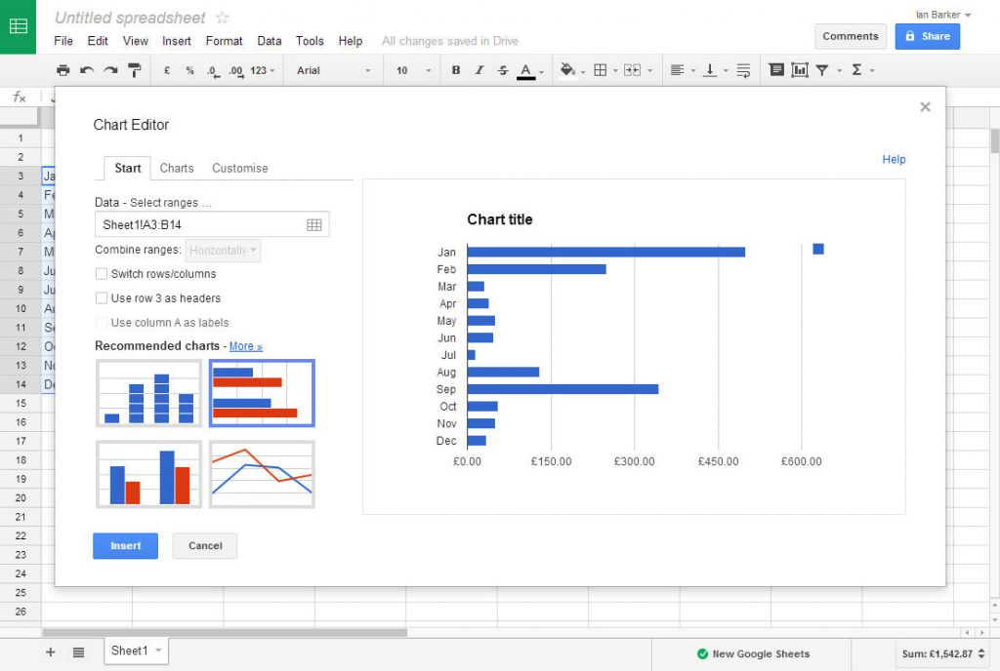 Untitled spreadsheet
Ian Barker
File Edit View Insert Format Data Tools Help All changes saved in Drive
Comments Share
£ % .0 .00 123 Arial 10 B I S A Σ
fx
Chart Editor
Help
Start Charts Customise
Data - Select ranges ...
Sheet1!A3:B14
Combine ranges: Horizontally
Switch rows/columns
Use row 3 as headers
Use column A as labels
Recommended charts - More »
Insert Cancel
Chart title
Jan
Feb
Mar
Apr
May
Jun
Jul
Aug
Sep
Oct
Nov
Dec
£0.00 £150.00 £300.00 £450.00 £600.00
1
2
3 Ja
4 Fe
5 M
6 Ap
7 M
8 Ju
9 Ju
10 Au
11 Se
12 Oc
13 No
14 De
15
16
17
18
19
20
21
22
23
24
25
26
Sheet1 New Google Sheets Sum: £1,542.87